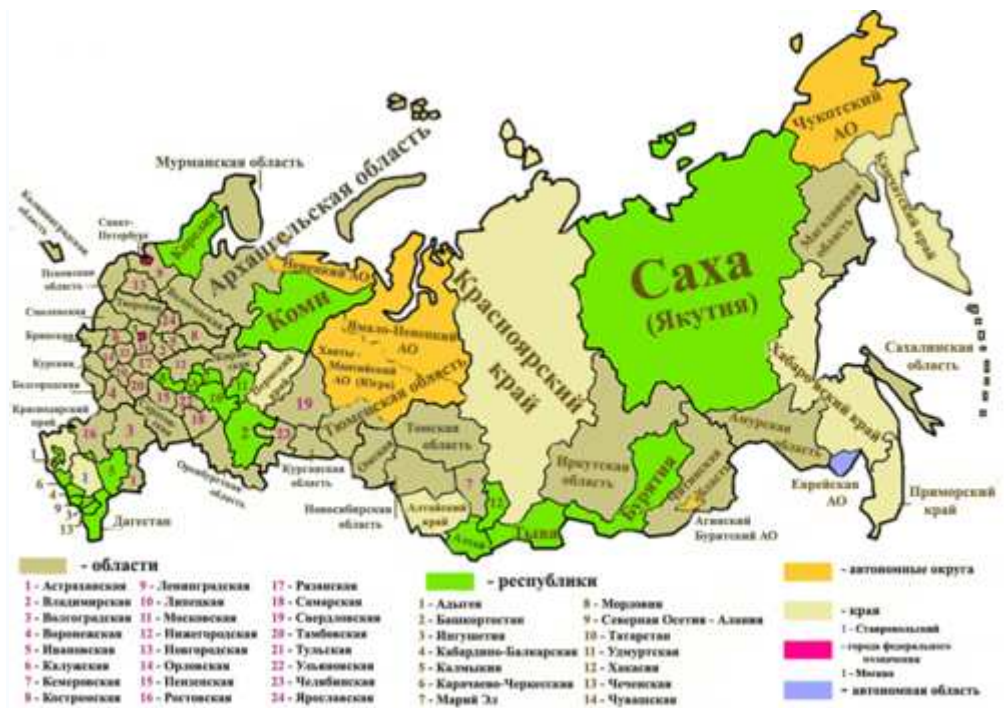 Мурманская область
Архангельская область
Калининградская
область
Санкт-
Петербург
Карелия
Псковская
область
Смоленская
Брянская
Курская
Белгородская
Краснодарский
край
Ненецкий АО
Коми
Ямало-Ненецкий
АО
Ханты-
Мансийский
АО (Югра)
Тюменская область
Пермский
край
Красноярский
край
Саха
(Якутия)
Чукотский
АО
Камчатский край
Магаданская
область
Хабаровский край
Сахалинская
область
Амурская
область
Еврейская
АО
Приморский
край
Томская
область
Омская
Курганская
область
Новосибирская
область
Оренбургская
область
Алтайский
край
Алтай
Тыва
Иркутская
область
Бурятия
Читинская
область
Агинский
Бурятский АО
Дагестан
- области
1 - Астраханская
2 - Владимирская
3 - Волгоградская
4 - Воронежская
5 - Ивановская
6 - Калужская
7 - Кемеровская
8 - Костромская
9 - Ленинградская
10 - Липецкая
11 - Московская
12 - Нижегородская
13 - Новгородская
14 - Орловская
15 - Пензенская
16 - Ростовская
17 - Рязанская
18 - Самарская
19 - Свердловская
20 - Тамбовская
21 - Тульская
22 - Ульяновская
23 - Челябинская
24 - Ярославская
- республики
1 - Адыгея
2 - Башкортостан
3 - Ингушетия
4 - Кабардино-Балкарская
5 - Калмыкия
6 - Карачаево-Черкесская
7 - Марий Эл
8 - Мордовия
9 - Северная Осетия - Алания
10 - Татарстан
11 - Удмуртская
12 - Хакасия
13 - Чеченская
14 - Чувашская
- автономные округа
- края
1 - Ставропольский
- города федерального
значения
1 - Москва
- автономная область